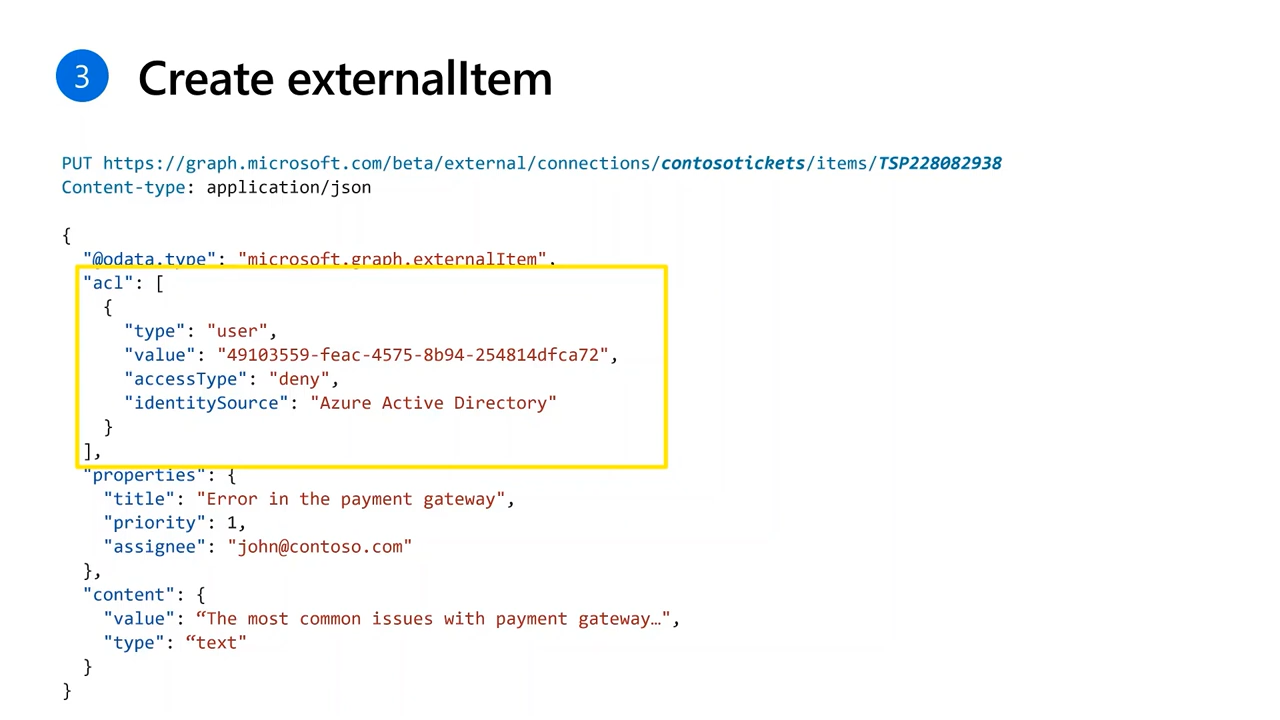 3 Create externalItem
PUT https://graph.microsoft.com/beta/external/connections/contosotickets/items/TSP228082938
Content-type: application/json
{
"@odata.type": "microsoft.graph.externalItem",
"acl": [
{
"type": "user",
"value": "49103559-feac-4575-8b94-254814dfca72",
"accessType": "deny",
"identitySource": "Azure Active Directory"
}
],
"properties": {
"title": "Error in the payment gateway",
"priority": 1,
"assignee": "john@contoso.com"
},
"content": {
"value": “The most common issues with payment gateway…",
"type": “text"
}
}